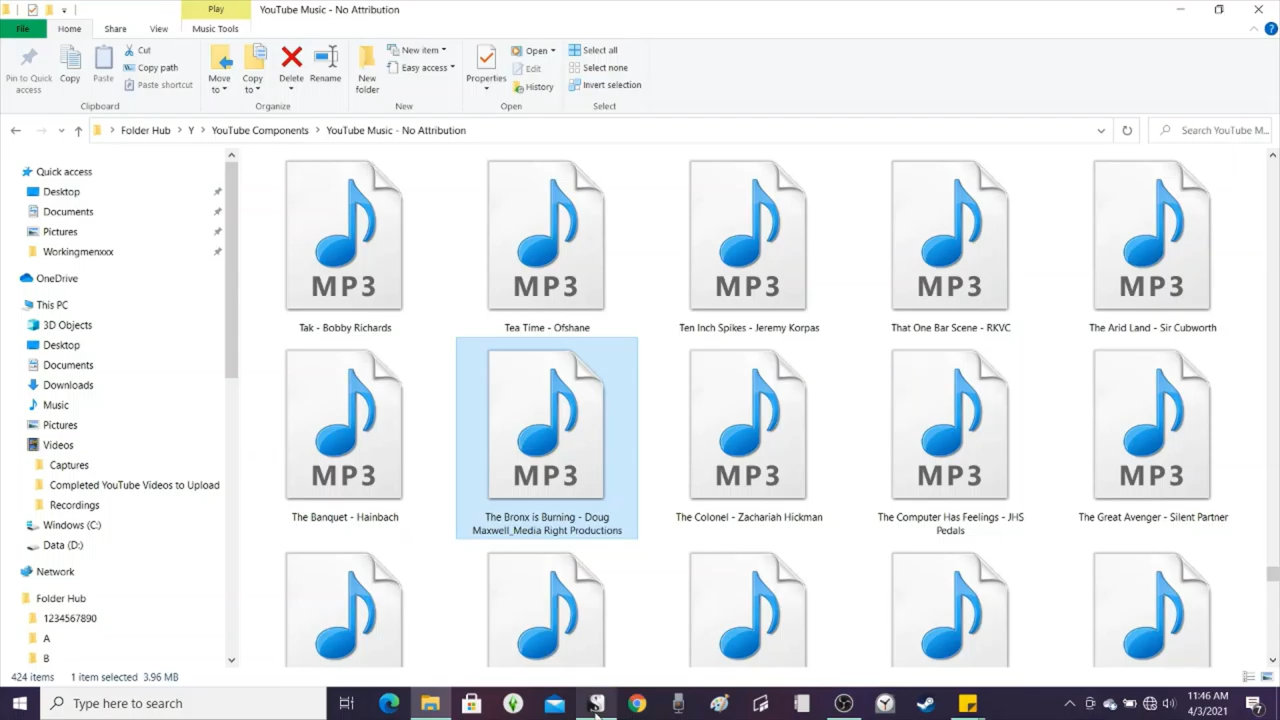 Play
YouTube Music - No Attribution
File
Home
Share
View
Music Tools
Pin to Quick access
Copy
Paste
Cut
Copy path
Paste shortcut
Move to
Copy to
Delete
Rename
New folder
New item
Easy access
Properties
Open
Edit
History
Select all
Select none
Invert selection
Clipboard
Organize
New
Open
Select
Folder Hub
Y
YouTube Components
YouTube Music - No Attribution
Search YouTube M...
Quick access
Desktop
Documents
Pictures
Workingmenxxx
OneDrive
This PC
3D Objects
Desktop
Documents
Downloads
Music
Pictures
Videos
Captures
Completed YouTube Videos to Upload
Recordings
Windows (C:)
Data (D:)
Network
Folder Hub
1234567890
A
B
MP3
MP3
MP3
MP3
MP3
Tak - Bobby Richards
Tea Time - Ofshane
Ten Inch Spikes - Jeremy Korpas
That One Bar Scene - RKVC
The Arid Land - Sir Cubworth
MP3
MP3
MP3
MP3
MP3
The Banquet - Hainbach
The Bronx is Burning - Doug
Maxwell_Media Right Productions
The Colonel - Zachariah Hickman
The Computer Has Feelings - JHS
Pedals
The Great Avenger - Silent Partner
424 items
1 item selected
3.96 MB
Type here to search
11:46 AM
4/3/2021
7